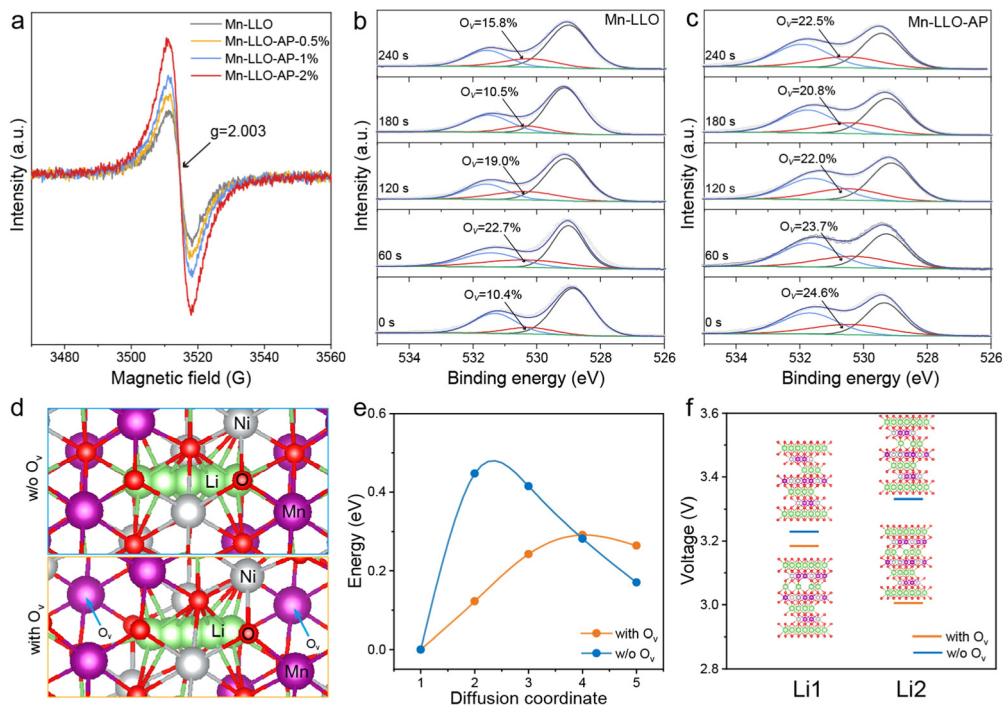 a
Intensity (a.u.)
Mn-LLO
Mn-LLO-AP-0.5%
Mn-LLO-AP-1%
Mn-LLO-AP-2%
g=2.003
3480
3500
3520
3540
3560
Magnetic field (G)
b
Mn-LLO
Intensity (a.u.)
Oᵥ=15.8%
240 s
Oᵥ=10.5%
180 s
Oᵥ=19.0%
120 s
Oᵥ=22.7%
60 s
Oᵥ=10.4%
0 s
534
532
530
528
526
Binding energy (eV)
c
Mn-LLO-AP
Intensity (a.u.)
Oᵥ=22.5%
240 s
Oᵥ=20.8%
180 s
Oᵥ=22.0%
120 s
Oᵥ=23.7%
60 s
Oᵥ=24.6%
0 s
534
532
530
528
526
Binding energy (eV)
d
w/o Oᵥ
Ni
Li
O
Mn
with Oᵥ
Ni
Oᵥ
Li
O
Oᵥ
Mn
e
Energy (eV)
0.6
0.4
0.2
0.0
with Oᵥ
w/o Oᵥ
1
2
3
4
5
Diffusion coordinate
f
Voltage (V)
3.6
3.4
3.2
3.0
2.8
with Oᵥ
w/o Oᵥ
Li1
Li2